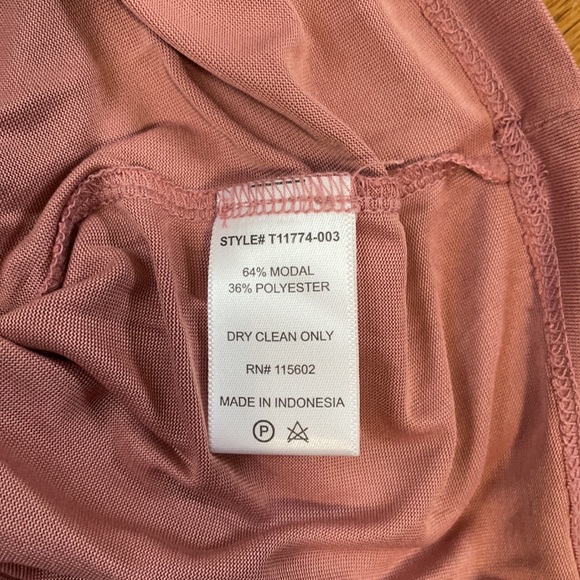 STYLE# T11774-003
64% MODAL
36% POLYESTER
DRY CLEAN ONLY
RN# 115602
MADE IN INDONESIA
P